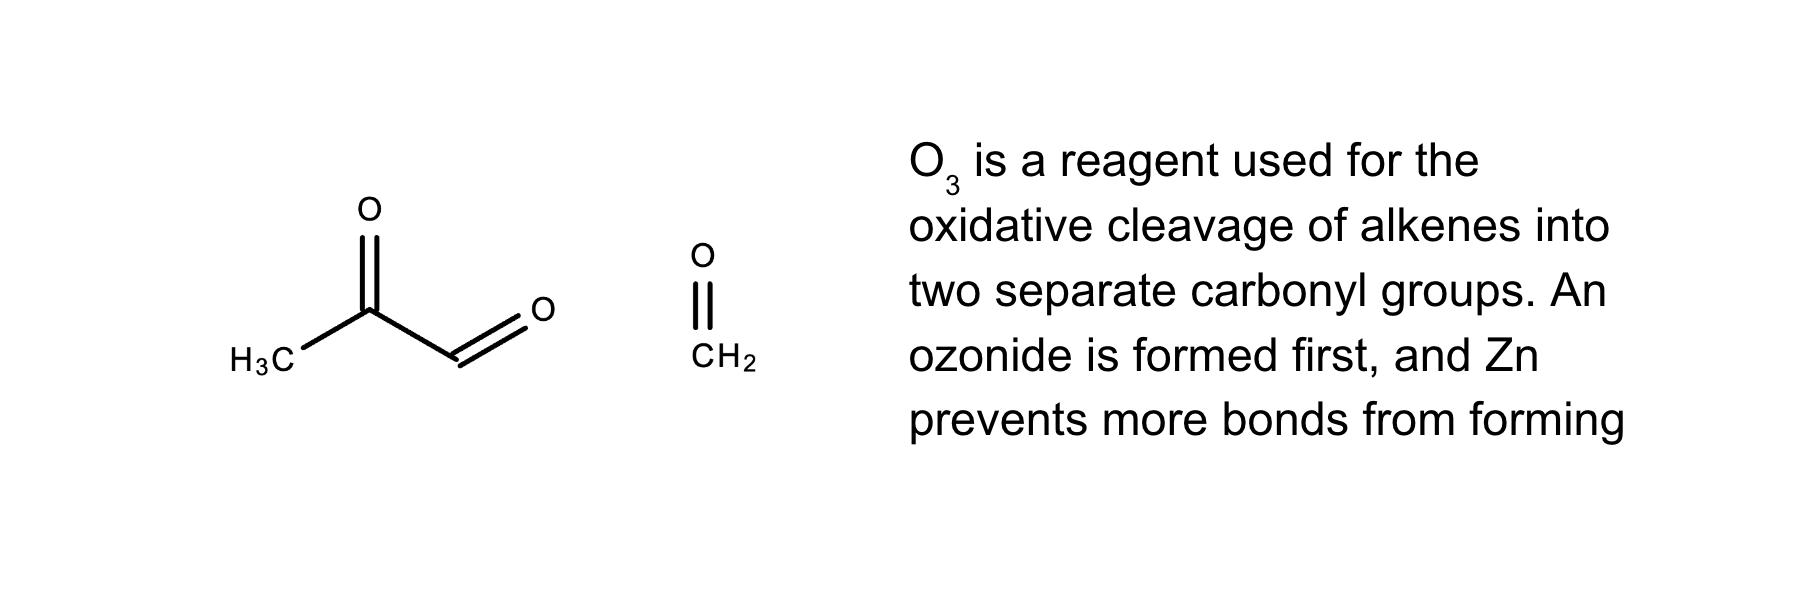 O
O
H₃C
O
CH₂
O₃ is a reagent used for the
oxidative cleavage of alkenes into
two separate carbonyl groups. An
ozonide is formed first, and Zn
prevents more bonds from forming